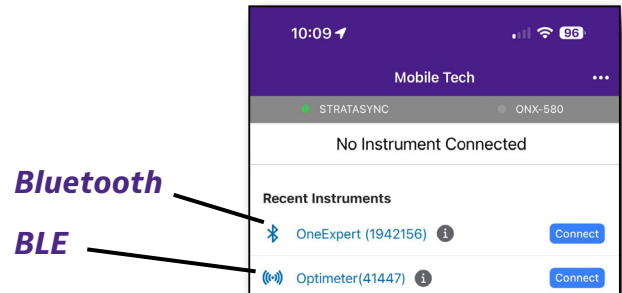 10:09
96
Mobile Tech
STRATASYNC
ONX-580
No Instrument Connected
Recent Instruments
Bluetooth
OneExpert (1942156)
Connect
BLE
Optimeter(41447)
Connect